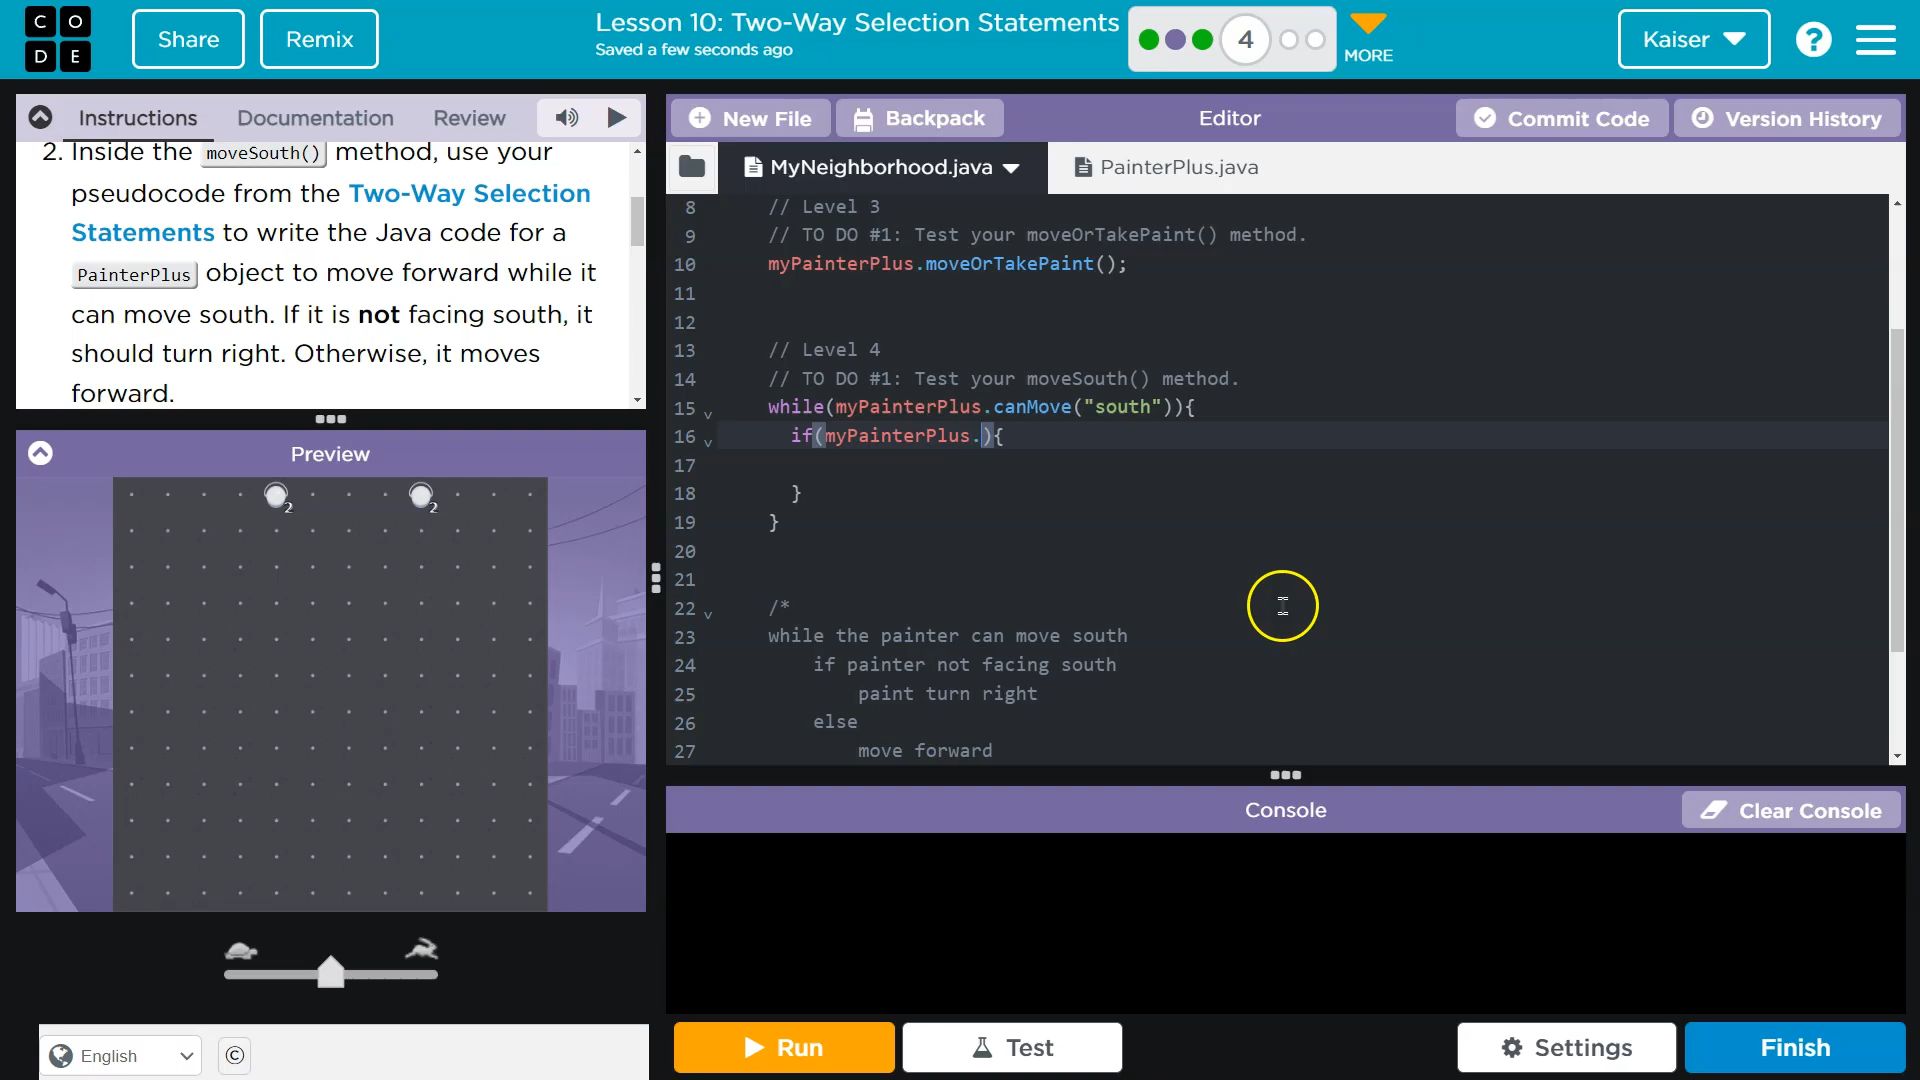 C O
D E
Share
Remix
Lesson 10: Two-Way Selection Statements
Saved a few seconds ago
4
MORE
Kaiser
?
Instructions
Documentation
Review
2. Inside the moveSouth() method, use your
pseudocode from the Two-Way Selection
Statements to write the Java code for a
PainterPlus object to move forward while it
can move south. If it is not facing south, it
should turn right. Otherwise, it moves
forward.
Preview
2
2
English
©
New File
Backpack
Editor
Commit Code
Version History
MyNeighborhood.java
PainterPlus.java
8 // Level 3
9 // TO DO #1: Test your moveOrTakePaint() method.
10 myPainterPlus.moveOrTakePaint();
11
12
13 // Level 4
14 // TO DO #1: Test your moveSouth() method.
15 while(myPainterPlus.canMove("south")){
16 if(myPainterPlus.){
17
18 }
19 }
20
21
22 /*
23 while the painter can move south
24 if painter not facing south
25 paint turn right
26 else
27 move forward
Console
Clear Console
Run
Test
Settings
Finish